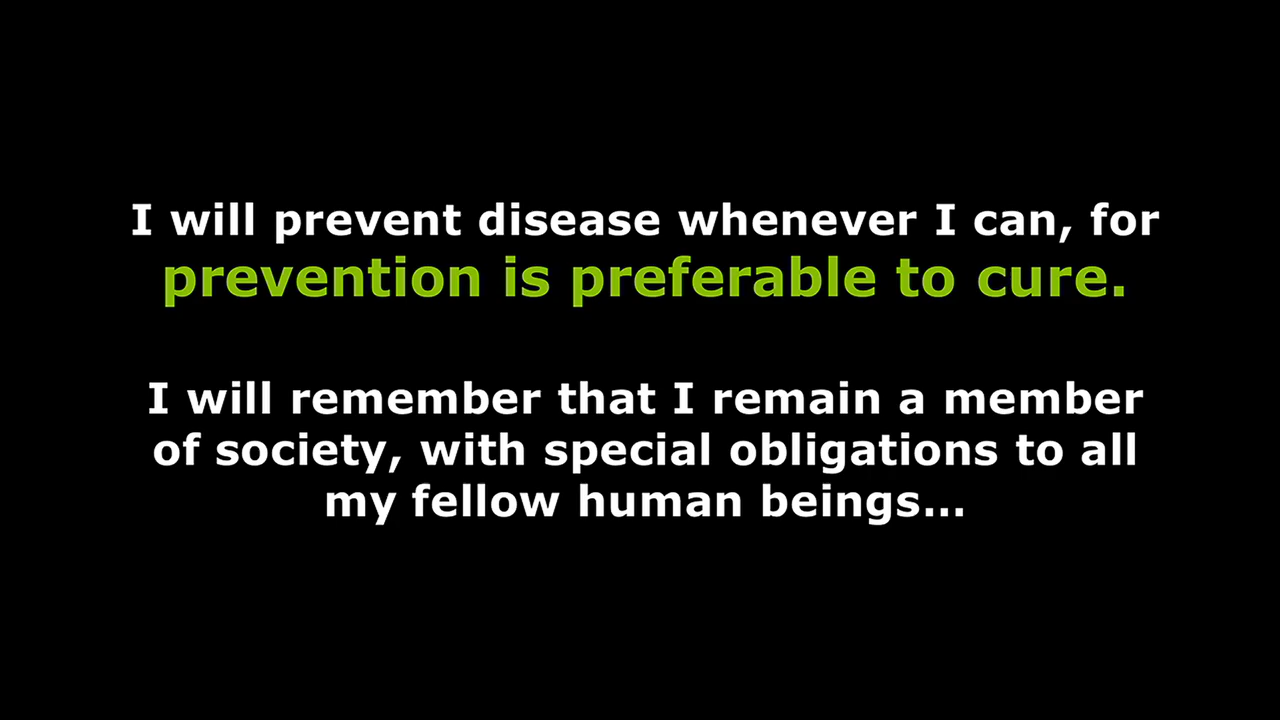 I will prevent disease whenever I can, for
prevention is preferable to cure.
I will remember that I remain a member
of society, with special obligations to all
my fellow human beings...